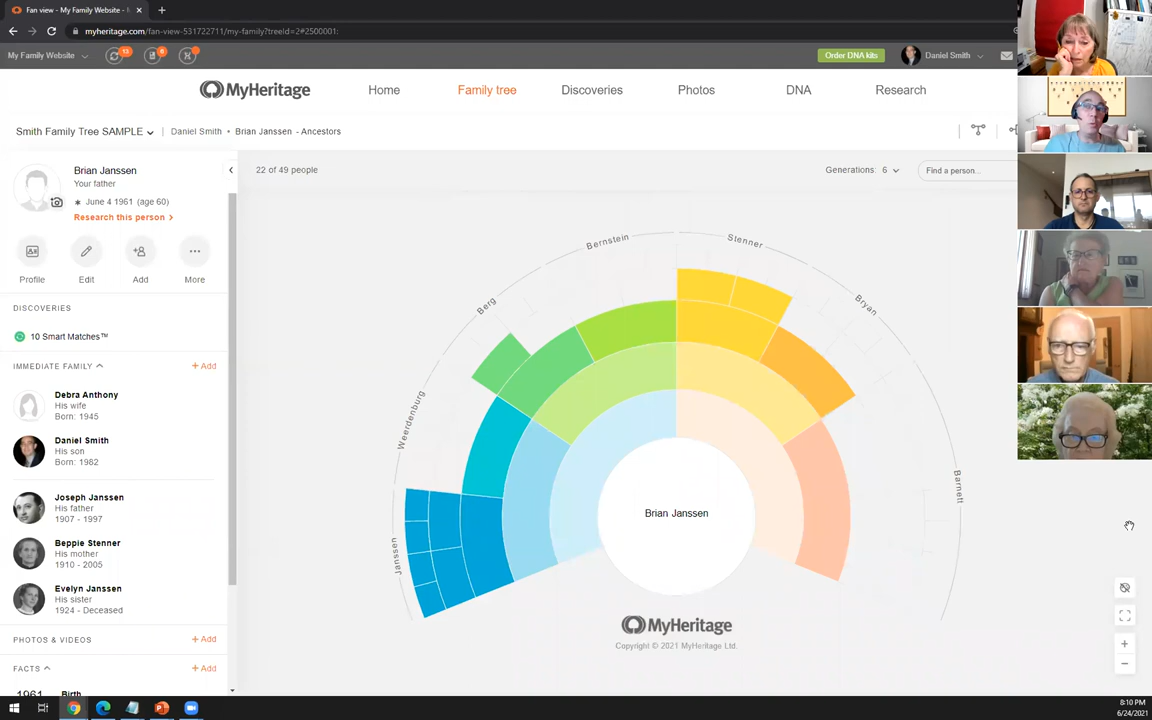 Fan view - My Family Website - 
myheritage.com/fan-view-531722711/my-family?treeId=2#2500001:
My Family Website
13
6
Order DNA kits
Daniel Smith
MyHeritage
Home
Family tree
Discoveries
Photos
DNA
Research
Smith Family Tree SAMPLE
Daniel Smith
Brian Janssen - Ancestors
Brian Janssen
Your father
June 4 1961 (age 60)
Research this person >
Profile
Edit
Add
More
DISCOVERIES
10 Smart Matches™
IMMEDIATE FAMILY
+ Add
Debra Anthony
His wife
Born: 1945
Daniel Smith
His son
Born: 1982
Joseph Janssen
His father
1907 - 1997
Beppie Stenner
His mother
1910 - 2005
Evelyn Janssen
His sister
1924 - Deceased
PHOTOS & VIDEOS
+ Add
FACTS
+ Add
1961
Birth
22 of 49 people
Generations: 6
Find a person...
Janssen
Weerdenburg
Berg
Bernstein
Stenner
Bryan
Barnett
Brian Janssen
MyHeritage
Copyright © 2021 MyHeritage Ltd.
8:10 PM
6/24/2021